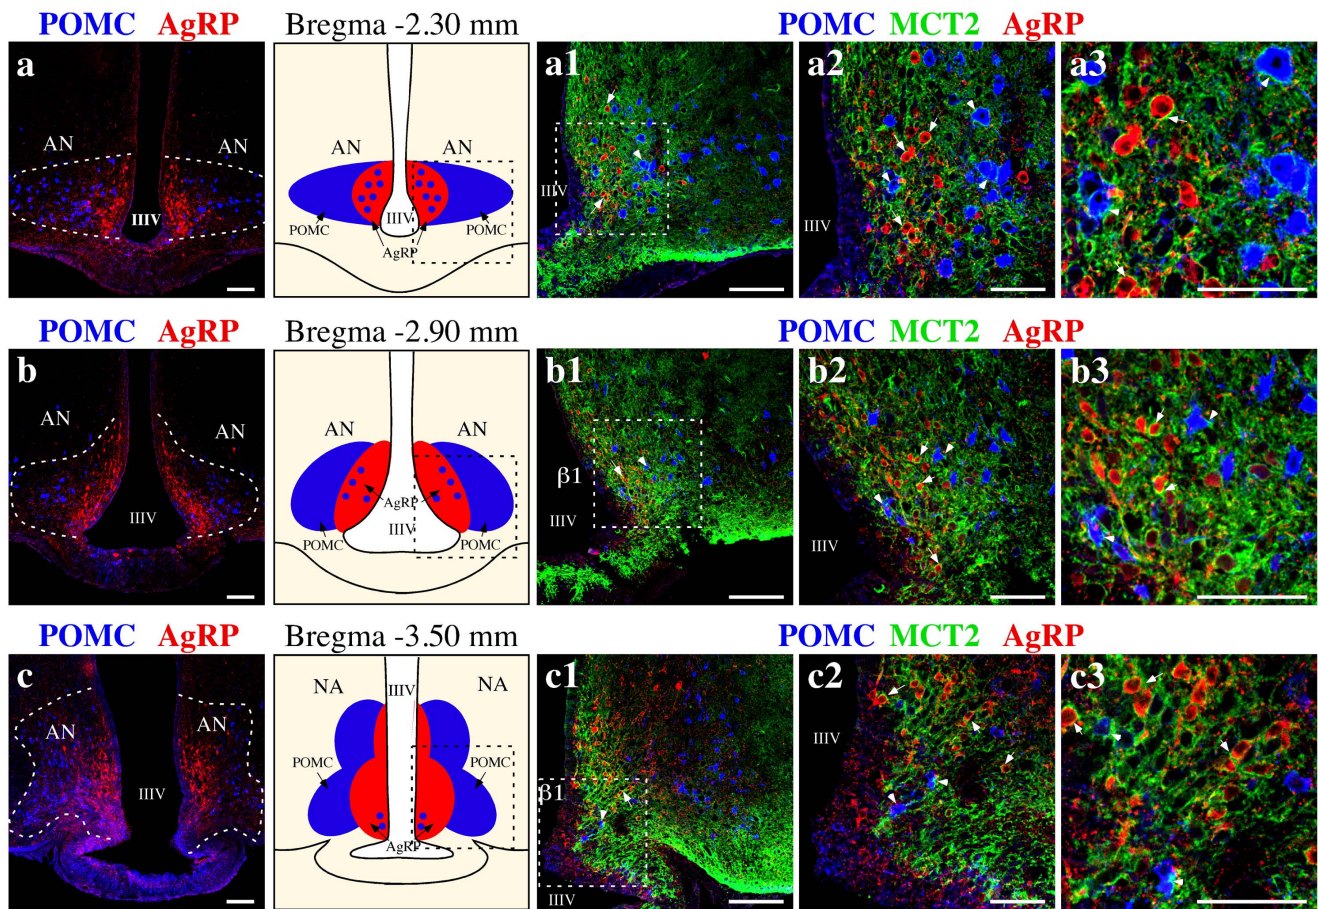 POMC AgRP Bregma -2.30 mm POMC MCT2 AgRP
a a1 a2 a3
AN AN AN AN
IIIV IIIV IIIV IIIV
POMC POMC
AgRP
POMC AgRP Bregma -2.90 mm POMC MCT2 AgRP
b b1 b2 b3
AN AN AN AN
β1
AgRP
IIIV IIIV IIIV IIIV
POMC POMC
POMC AgRP Bregma -3.50 mm POMC MCT2 AgRP
c c1 c2 c3
NA IIIV NA
AN AN
IIIV IIIV
POMC POMC
β1
AgRP
IIIV